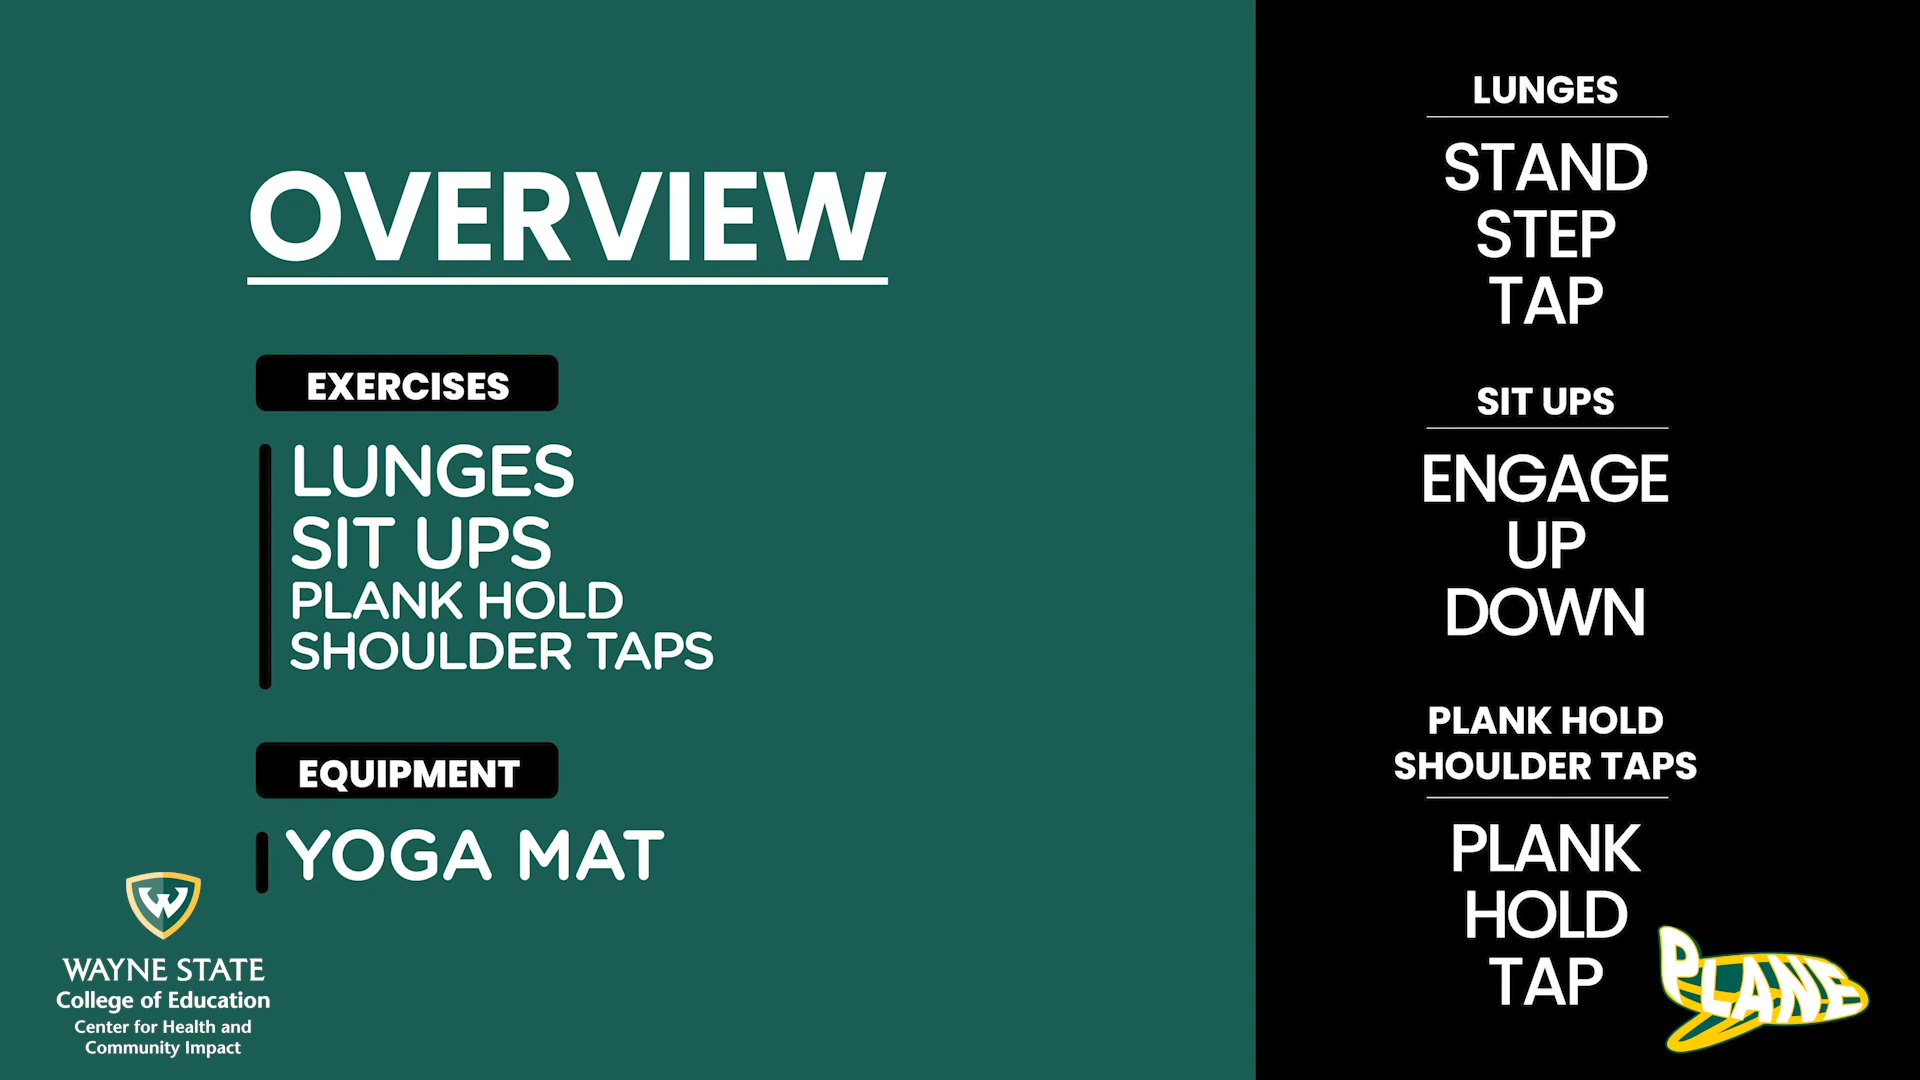 OVERVIEW
EXERCISES
LUNGES
SIT UPS
PLANK HOLD
SHOULDER TAPS
EQUIPMENT
YOGA MAT
W
WAYNE STATE
College of Education
Center for Health and
Community Impact
LUNGES
STAND
STEP
TAP
SIT UPS
ENGAGE
UP
DOWN
PLANK HOLD
SHOULDER TAPS
PLANK
HOLD
TAP
PLANE